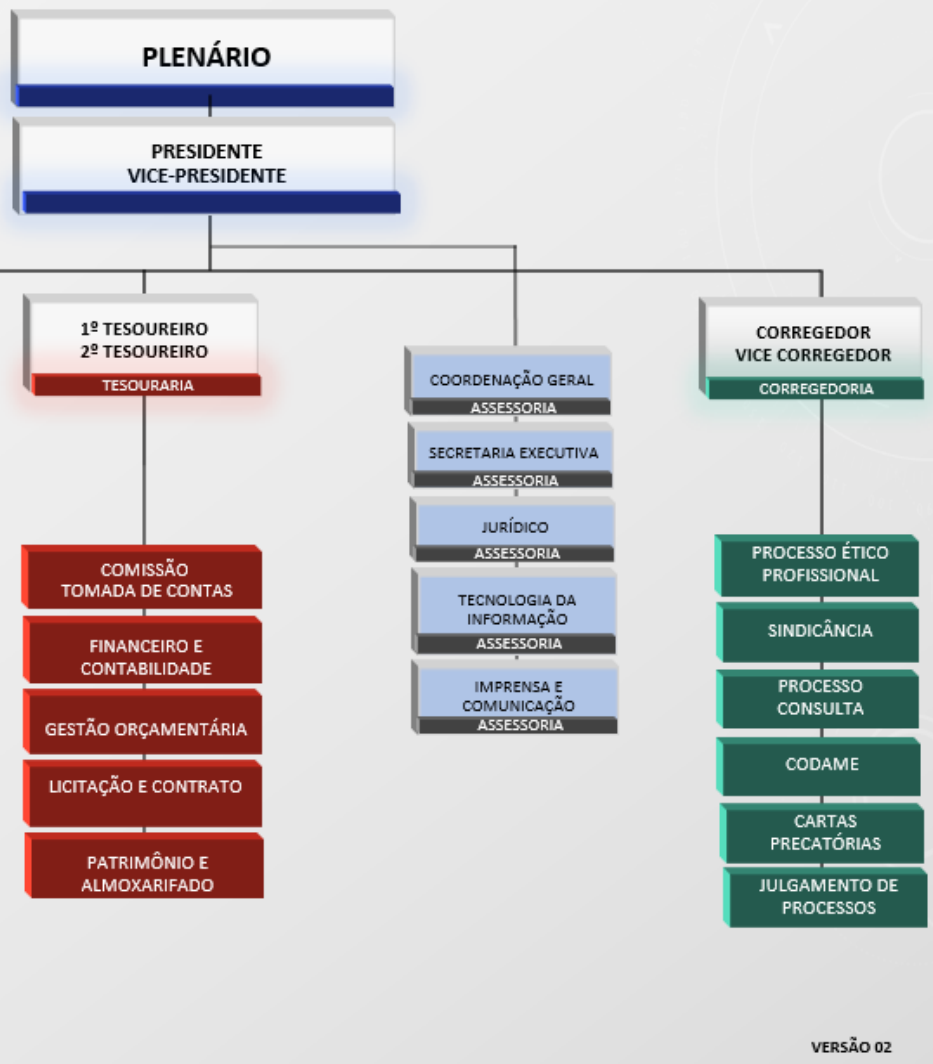 PLENÁRIO
PRESIDENTE
VICE-PRESIDENTE
1º TESOUREIRO
2º TESOUREIRO
TESOURARIA
COMISSÃO
TOMADA DE CONTAS
FINANCEIRO E
CONTABILIDADE
GESTÃO ORÇAMENTÁRIA
LICITAÇÃO E CONTRATO
PATRIMÔNIO E
ALMOXARIFADO
COORDENAÇÃO GERAL
ASSESSORIA
SECRETARIA EXECUTIVA
ASSESSORIA
JURÍDICO
ASSESSORIA
TECNOLOGIA DA
INFORMAÇÃO
ASSESSORIA
IMPRENSA E
COMUNICAÇÃO
ASSESSORIA
CORREGEDOR
VICE CORREGEDOR
CORREGEDORIA
PROCESSO ÉTICO
PROFISSIONAL
SINDICÂNCIA
PROCESSO
CONSULTA
CODAME
CARTAS
PRECATÓRIAS
JULGAMENTO DE
PROCESSOS
VERSÃO 02